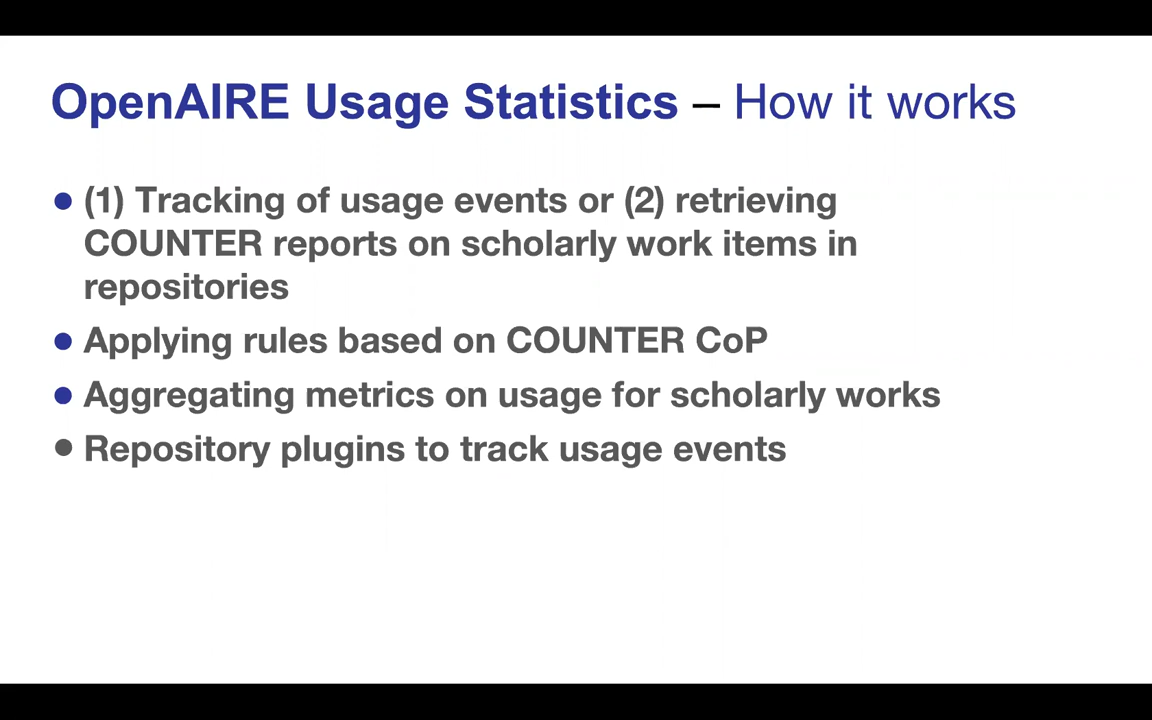 OpenAIRE Usage Statistics – How it works
● (1) Tracking of usage events or (2) retrieving
COUNTER reports on scholarly work items in
repositories
● Applying rules based on COUNTER CoP
● Aggregating metrics on usage for scholarly works
● Repository plugins to track usage events